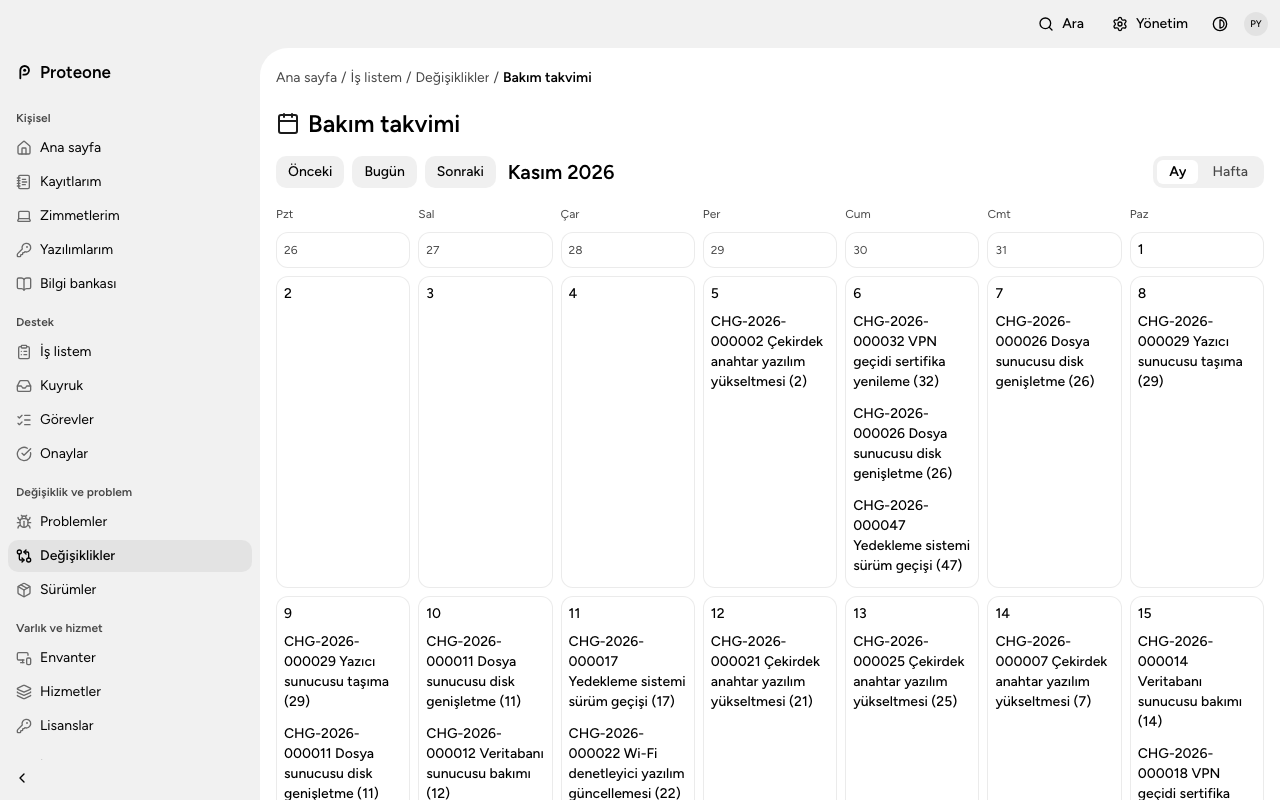 Ara
Yönetim
PY
Proteone
Kişisel
Ana sayfa
Kayıtlarım
Zimmetlerim
Yazılımlarım
Bilgi bankası
Destek
İş listem
Kuyruk
Görevler
Onaylar
Değişiklik ve problem
Problemler
Değişiklikler
Sürümler
Varlık ve hizmet
Envanter
Hizmetler
Lisanslar
Ana sayfa / İş listem / Değişiklikler / Bakım takvimi
Bakım takvimi
Önceki
Bugün
Sonraki
Kasım 2026
Ay
Hafta
Pzt
Sal
Çar
Per
Cum
Cmt
Paz
26
27
28
29
30
31
1
2
3
4
5
CHG-2026-
000002 Çekirdek
anahtar yazılım
yükseltmesi (2)
6
CHG-2026-
000032 VPN
geçidi sertifika
yenileme (32)
CHG-2026-
000026 Dosya
sunucusu disk
genişletme (26)
CHG-2026-
000047
Yedekleme sistemi
sürüm geçişi (47)
7
CHG-2026-
000026 Dosya
sunucusu disk
genişletme (26)
8
CHG-2026-
000029 Yazıcı
sunucusu taşıma
(29)
9
CHG-2026-
000029 Yazıcı
sunucusu taşıma
(29)
CHG-2026-
000011 Dosya
sunucusu disk
genişletme (11)
10
CHG-2026-
000011 Dosya
sunucusu disk
genişletme (11)
CHG-2026-
000012 Veritabanı
sunucusu bakımı
(12)
11
CHG-2026-
000017
Yedekleme sistemi
sürüm geçişi (17)
CHG-2026-
000022 Wi-Fi
denetleyici yazılım
güncellemesi (22)
12
CHG-2026-
000021 Çekirdek
anahtar yazılım
yükseltmesi (21)
13
CHG-2026-
000025 Çekirdek
anahtar yazılım
yükseltmesi (25)
14
CHG-2026-
000007 Çekirdek
anahtar yazılım
yükseltmesi (7)
15
CHG-2026-
000014
Veritabanı
sunucusu bakımı
(14)
CHG-2026-
000018 VPN
geçidi sertifika